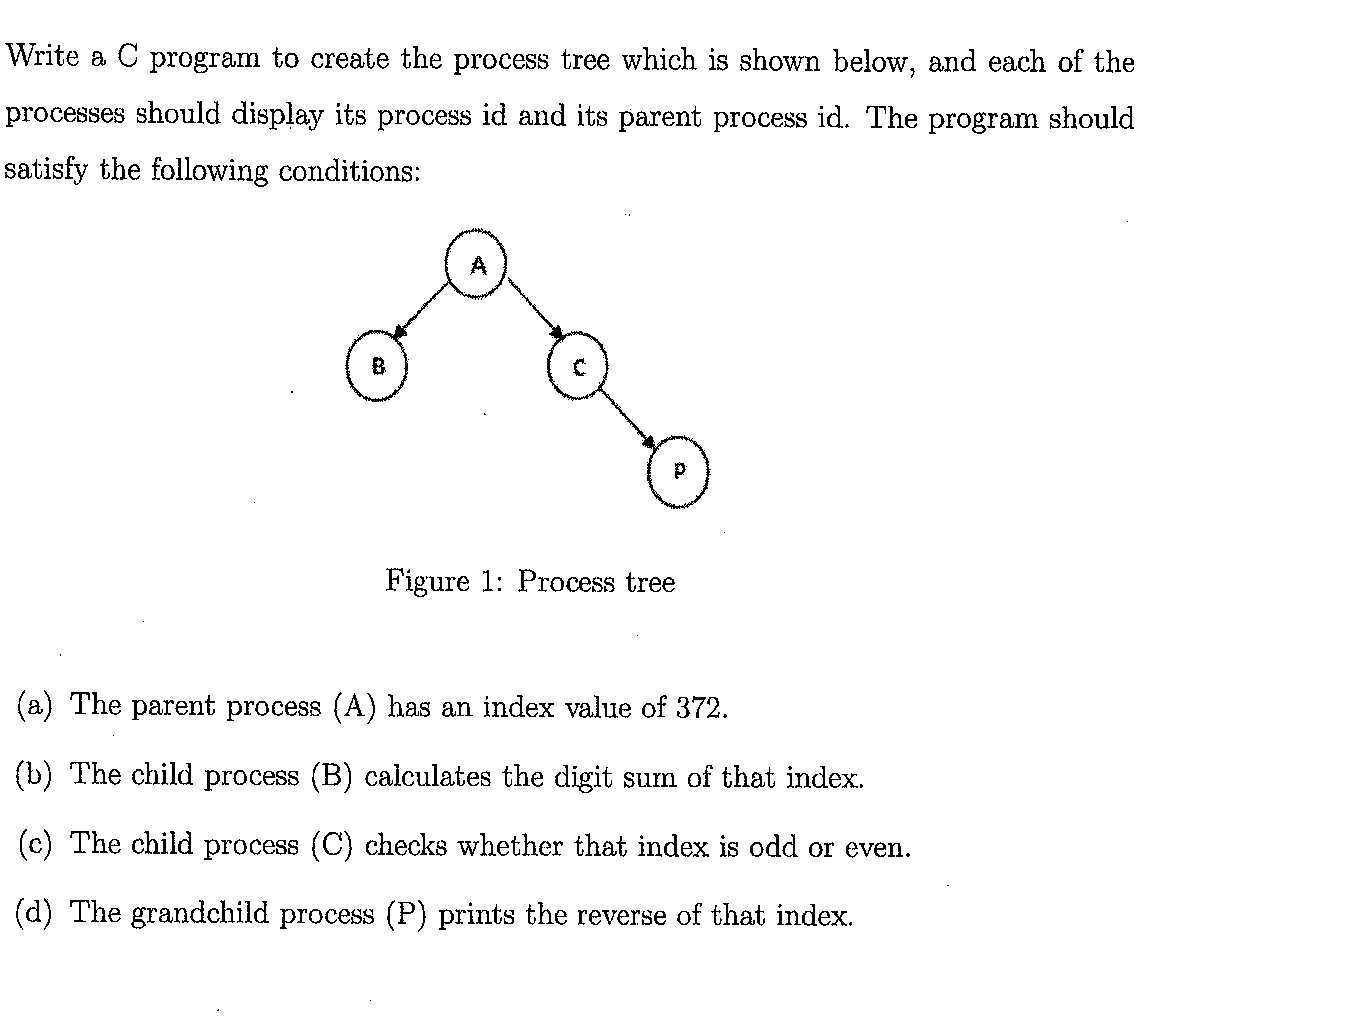 Write a C program to create the process tree which is shown below, and each of the
processes should display its process id and its parent process id. The program should
satisfy the following conditions:
A
B
C
P
Figure 1: Process tree
(a) The parent process (A) has an index value of 372.
(b) The child process (B) calculates the digit sum of that index.
(c) The child process (C) checks whether that index is odd or even.
(d) The grandchild process (P) prints the reverse of that index.